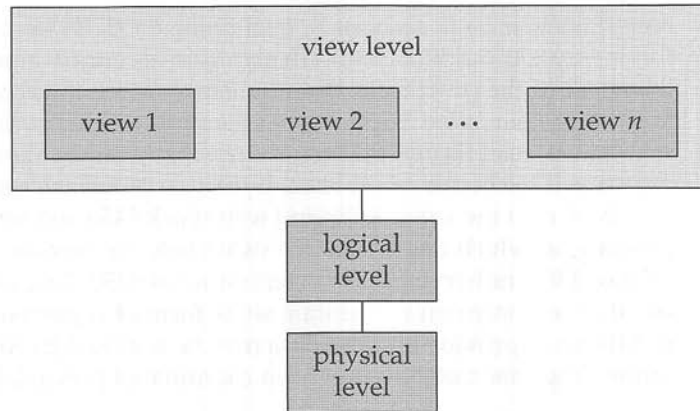 view level
view 1
view 2
...
view n
logical
level
physical
level